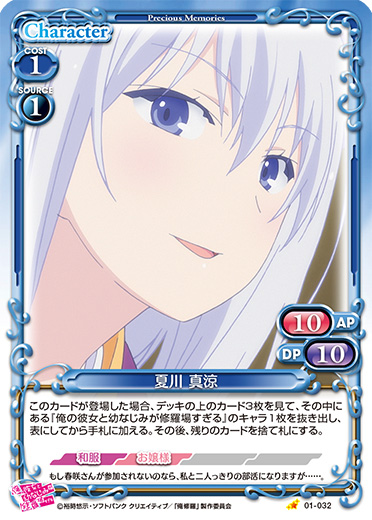 Precious Memories
Character
COST
1
SOURCE
1
10 AP
DP 10
夏川 真涼
このカードが登場した場合、デッキの上のカード3枚を見て、その中に
ある『俺の彼女と幼なじみが修羅場すぎる』のキャラ1枚を抜き出し、
表にしてから手札に加える。その後、残りのカードを捨て札にする。
和服 お嬢様
もし春咲さんが参加されないのなら、私と二人っきりの部活になりますが……。
©裕時悠示・ソフトバンク クリエイティブ/「俺修羅」製作委員会 01-032